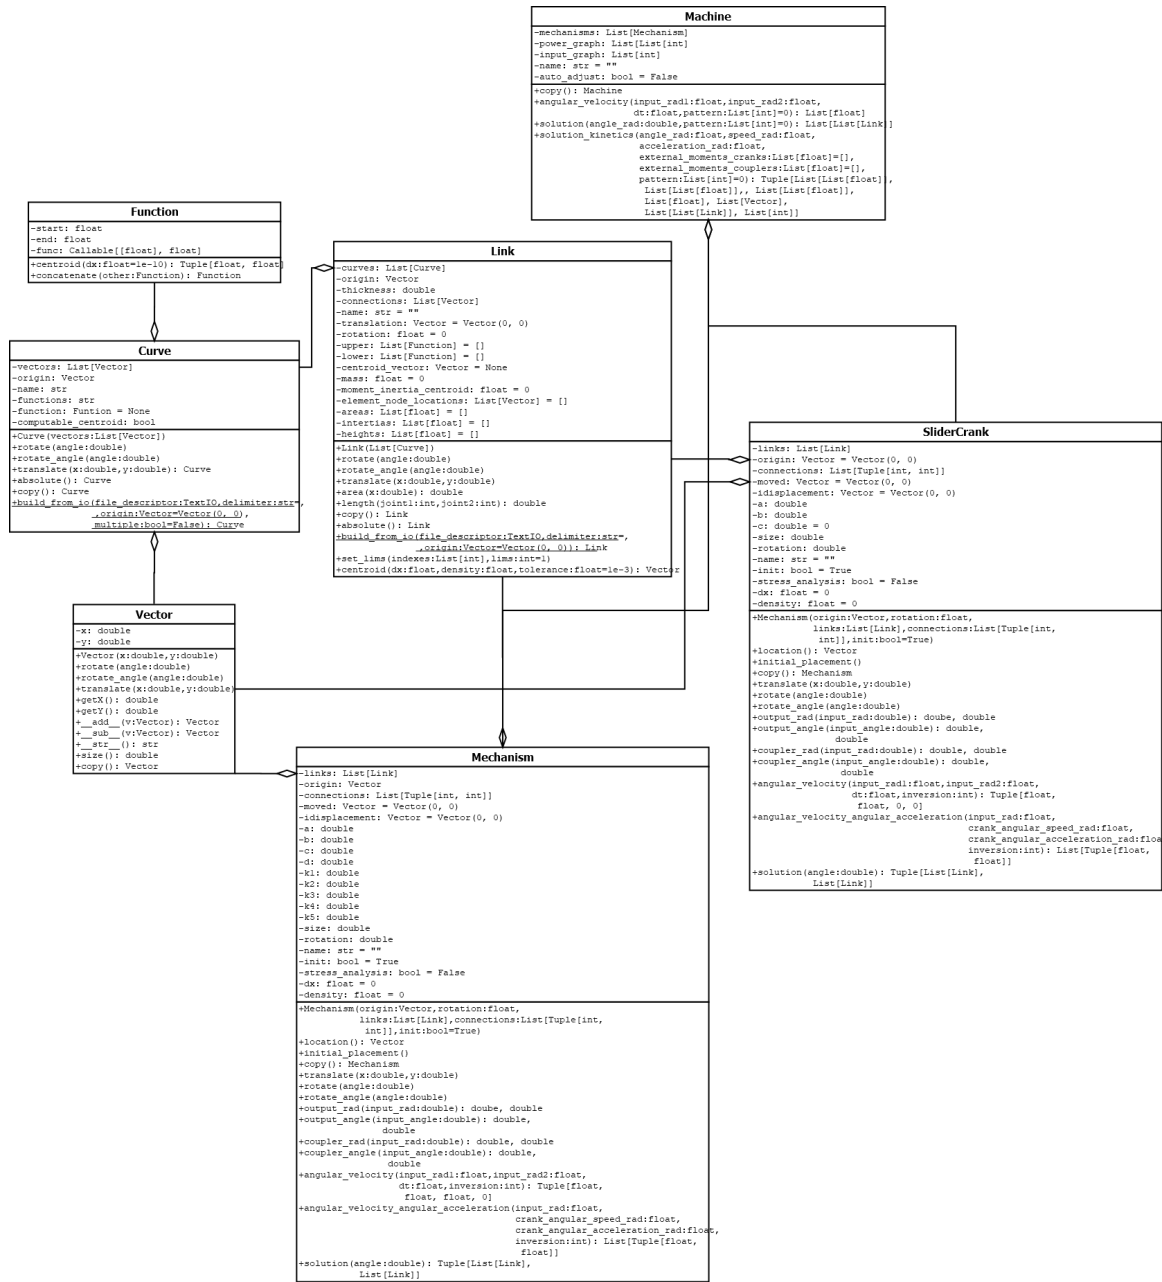 Machine
-mechanisms: List[Mechanism]
-power_graph: List[List[int]
-input_graph: List[int]
-name: str = ""
-auto_adjust: bool = False
+copy(): Machine
+angular_velocity(input_rad1:float,input_rad2:float,
dt:float,pattern:List[int]=0): List[float]
+solution(angle_rad:double,pattern:List[int]=0): List[List[Link]]
+solution_kinetics(angle_rad:float,speed_rad:float,
acceleration_rad:float,
external_moments_cranks:List[float]=[],
external_moments_couplers:List[float]=[],
pattern:List[int]=0): Tuple[List[List[float]],
List[List[float]],, List[List[float]],
List[float], List[Vector],
List[List[Link]], List[int]]
Function
-start: float
-end: float
-func: Callable[[float], float]
+centroid(dx:float=1e-10): Tuple[float, float]
+concatenate(other:Function): Function
Link
-curves: List[Curve]
-origin: Vector
-thickness: double
-connections: List[Vector]
-name: str = ""
-translation: Vector = Vector(0, 0)
-rotation: float = 0
-upper: List[Function] = []
-lower: List[Function] = []
-centroid_vector: Vector = None
-mass: float = 0
-moment_inertia_centroid: float = 0
-element_node_locations: List[Vector] = []
-areas: List[float] = []
-intertias: List[float] = []
-heights: List[float] = []
+Link(List[Curve])
+rotate(angle:double)
+rotate_angle(angle:double)
+translate(x:double,y:double)
+area(x:double): double
+length(joint1:int,joint2:int): double
+copy(): Link
+absolute(): Link
+build_from_io(file_descriptor:TextIO,delimiter:str=,
,origin:Vector=Vector(0, 0)): Link
+set_lims(indexes:List[int],lims:int=1)
+centroid(dx:float,density:float,tolerance:float=1e-3): Vector
Curve
-vectors: List[Vector]
-origin: Vector
-name: str
-functions: str
-function: Funtion = None
-computable_centroid: bool
+Curve(vectors:List[Vector])
+rotate(angle:double)
+rotate_angle(angle:double)
+translate(x:double,y:double): Curve
+absolute(): Curve
+copy(): Curve
+build_from_io(file_descriptor:TextIO,delimiter:str=,
,origin:Vector=Vector(0, 0),
multiple:bool=False): Curve
SliderCrank
-links: List[Link]
-origin: Vector = Vector(0, 0)
-connections: List[Tuple[int, int]]
-moved: Vector = Vector(0, 0)
-idisplacement: Vector = Vector(0, 0)
-a: double
-b: double
-c: double = 0
-size: double
-rotation: double
-name: str = ""
-init: bool = True
-stress_analysis: bool = False
-dx: float = 0
-density: float = 0
+Mechanism(origin:Vector,rotation:float,
links:List[Link],connections:List[Tuple[int,
int]],init:bool=True)
+location(): Vector
+initial_placement()
+copy(): Mechanism
+translate(x:double,y:double)
+rotate(angle:double)
+rotate_angle(angle:double)
+output_rad(input_rad:double): doube, double
+output_angle(input_angle:double): double,
double
+coupler_rad(input_rad:double): double, double
+coupler_angle(input_angle:double): double,
double
+angular_velocity(input_rad1:float,input_rad2:float,
dt:float,inversion:int): Tuple[float,
float, 0, 0]
+angular_velocity_angular_acceleration(input_rad:float,
crank_angular_speed_rad:float,
crank_angular_acceleration_rad:floa
inversion:int): List[Tuple[float,
float]]
+solution(angle:double): Tuple[List[Link],
List[Link]]
Vector
-x: double
-y: double
+Vector(x:double,y:double)
+rotate(angle:double)
+rotate_angle(angle:double)
+translate(x:double,y:double)
+getX(): double
+getY(): double
+__add__(v:Vector): Vector
+__sub__(v:Vector): Vector
+__str__(): str
+size(): double
+copy(): Vector
Mechanism
-links: List[Link]
-origin: Vector
-connections: List[Tuple[int, int]]
-moved: Vector = Vector(0, 0)
-idisplacement: Vector = Vector(0, 0)
-a: double
-b: double
-c: double
-d: double
-k1: double
-k2: double
-k3: double
-k4: double
-k5: double
-size: double
-rotation: double
-name: str = ""
-init: bool = True
-stress_analysis: bool = False
-dx: float = 0
-density: float = 0
+Mechanism(origin:Vector,rotation:float,
links:List[Link],connections:List[Tuple[int,
int]],init:bool=True)
+location(): Vector
+initial_placement()
+copy(): Mechanism
+translate(x:double,y:double)
+rotate(angle:double)
+rotate_angle(angle:double)
+output_rad(input_rad:double): doube, double
+output_angle(input_angle:double): double,
double
+coupler_rad(input_rad:double): double, double
+coupler_angle(input_angle:double): double,
double
+angular_velocity(input_rad1:float,input_rad2:float,
dt:float,inversion:int): Tuple[float,
float, float, 0]
+angular_velocity_angular_acceleration(input_rad:float,
crank_angular_speed_rad:float,
crank_angular_acceleration_rad:float,
inversion:int): List[Tuple[float,
float]]
+solution(angle:double): Tuple[List[Link],
List[Link]]